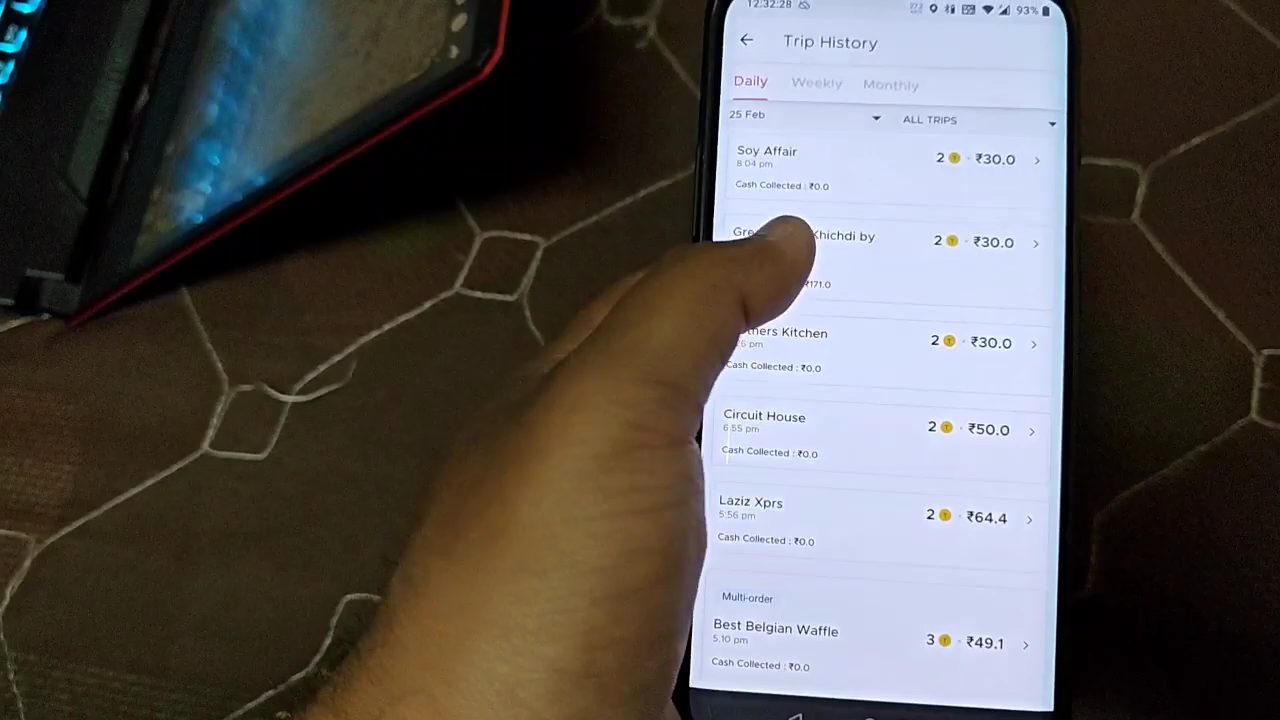 12:32:28 93%
Trip History
Daily Weekly Monthly
25 Feb ALL TRIPS
Soy Affair 2 · ₹30.0
8:04 pm
Cash Collected : ₹0.0
Khichdi by 2 · ₹30.0
₹171.0
Kitchen 2 · ₹30.0
pm
Cash Collected : ₹0.0
Circuit House 2 · ₹50.0
6:55 pm
Cash Collected : ₹0.0
Laziz Xprs 2 · ₹64.4
5:56 pm
Cash Collected : ₹0.0
Multi-order
Best Belgian Waffle 3 · ₹49.1
5:10 pm
Cash Collected : ₹0.0